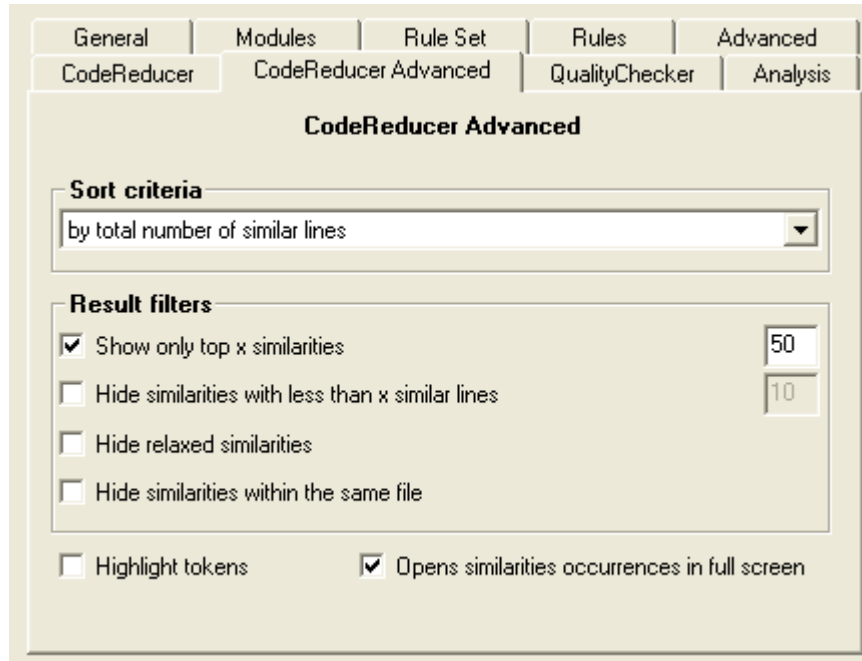 General Modules Rule Set Rules Advanced
CodeReducer CodeReducer Advanced QualityChecker Analysis
CodeReducer Advanced
Sort criteria
by total number of similar lines
Result filters
Show only top x similarities 50
Hide similarities with less than x similar lines 10
Hide relaxed similarities
Hide similarities within the same file
Highlight tokens Opens similarities occurrences in full screen